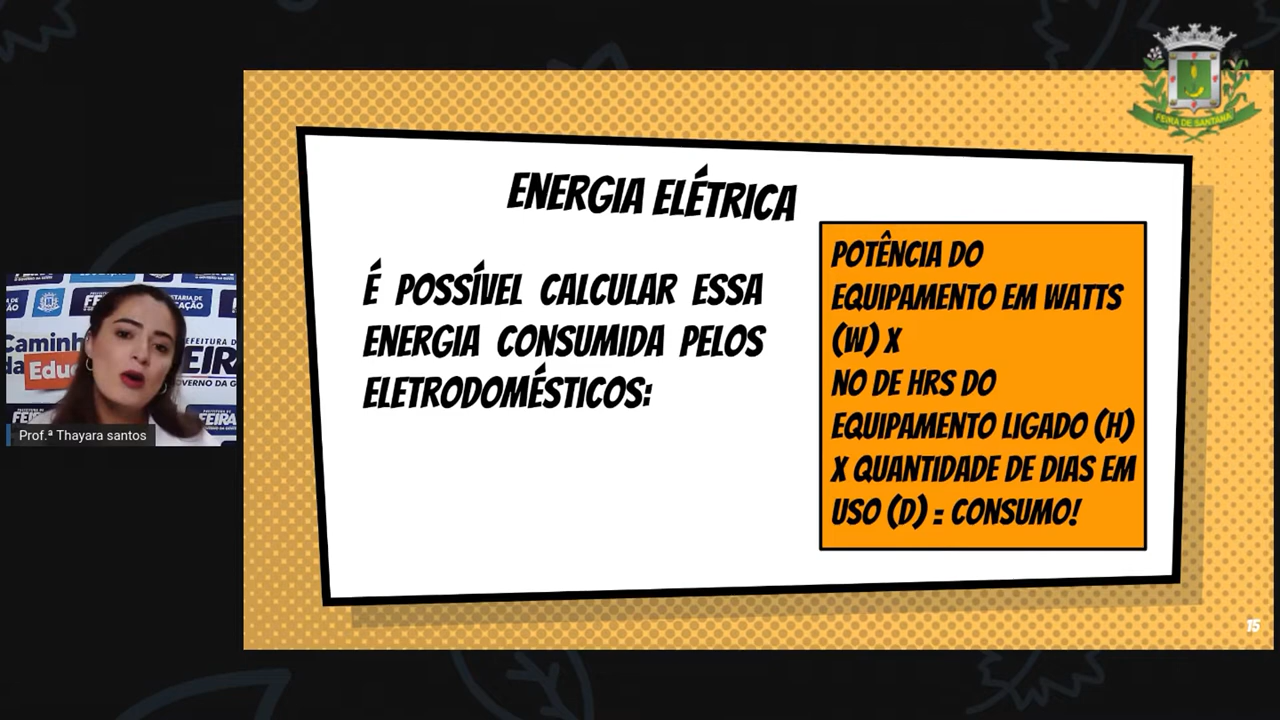 FEIRA DE SANTANA
ENERGIA ELÉTRICA
É POSSÍVEL CALCULAR ESSA
ENERGIA CONSUMIDA PELOS
ELETRODOMÉSTICOS:
POTÊNCIA DO
EQUIPAMENTO EM WATTS
(W) X
NO DE HRS DO
EQUIPAMENTO LIGADO (H)
X QUANTIDADE DE DIAS EM
USO (D) = CONSUMO!
Prof.ª Thayara santos
15